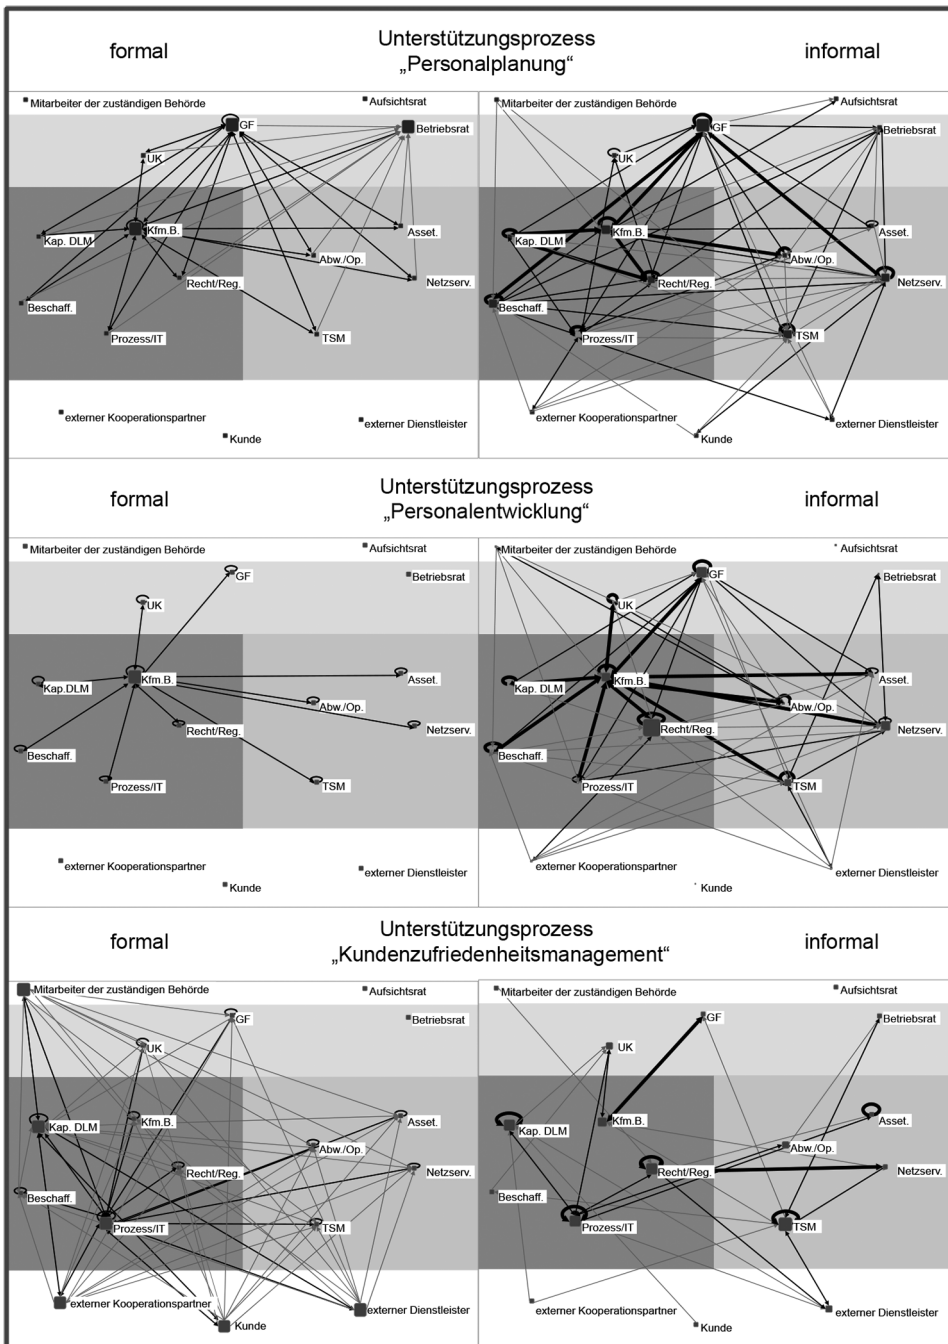 formal
Unterstützungsprozess
„Personalplanung“
informal
Mitarbeiter der zuständigen Behörde
Aufsichtsrat
GF
Betriebsrat
UK
Kap. DLM
Kfm.B.
Asset.
Abw./Op.
Recht/Reg.
Netzserv.
Beschaff.
Prozess/IT
TSM
externer Kooperationspartner
externer Dienstleister
Kunde
Mitarbeiter der zuständigen Behörde
Aufsichtsrat
GF
Betriebsrat
UK
Kap. DLM
Kfm.B.
Asset.
Abw./Op.
Recht/Reg.
Netzserv.
Beschaff.
Prozess/IT
TSM
externer Kooperationspartner
externer Dienstleister
Kunde
formal
Unterstützungsprozess
„Personalentwicklung“
informal
Mitarbeiter der zuständigen Behörde
Aufsichtsrat
GF
Betriebsrat
UK
Kap.DLM
Kfm.B.
Asset.
Abw./Op.
Recht/Reg.
Netzserv.
Beschaff.
Prozess/IT
TSM
externer Kooperationspartner
externer Dienstleister
Kunde
Mitarbeiter der zuständigen Behörde
Aufsichtsrat
GF
Betriebsrat
UK
Kap. DLM
Kfm.B.
Asset.
Abw./Op.
Recht/Reg.
Netzserv.
Beschaff.
Prozess/IT
TSM
externer Kooperationspartner
externer Dienstleister
Kunde
formal
Unterstützungsprozess
„Kundenzufriedenheitsmanagement“
informal
Mitarbeiter der zuständigen Behörde
Aufsichtsrat
GF
Betriebsrat
UK
Kap. DLM
Kfm.B.
Asset.
Abw./Op.
Recht/Reg.
Netzserv.
Beschaff.
Prozess/IT
TSM
externer Kooperationspartner
externer Dienstleister
Kunde
Mitarbeiter der zuständigen Behörde
Aufsichtsrat
GF
Betriebsrat
UK
Kap. DLM
Kfm.B.
Asset.
Abw./Op.
Recht/Reg.
Netzserv.
Beschaff.
Prozess/IT
TSM
externer Kooperationspartner
externer Dienstleister
Kunde